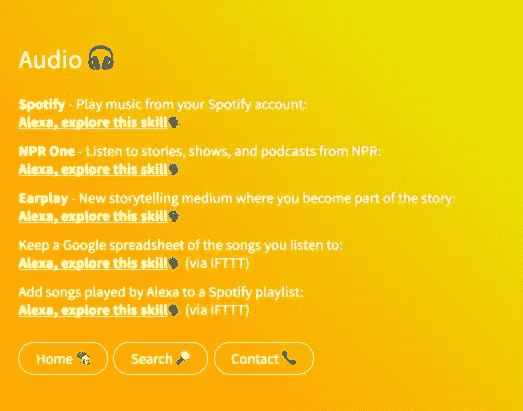 Audio 🎧
Spotify - Play music from your Spotify account:
Alexa, explore this skill🗣
NPR One - Listen to stories, shows, and podcasts from NPR:
Alexa, explore this skill🗣
Earplay - New storytelling medium where you become part of the story:
Alexa, explore this skill🗣
Keep a Google spreadsheet of the songs you listen to:
Alexa, explore this skill🗣 (via IFTTT)
Add songs played by Alexa to a Spotify playlist:
Alexa, explore this skill🗣 (via IFTTT)
Home 🏠 Search 🔎 Contact 📞